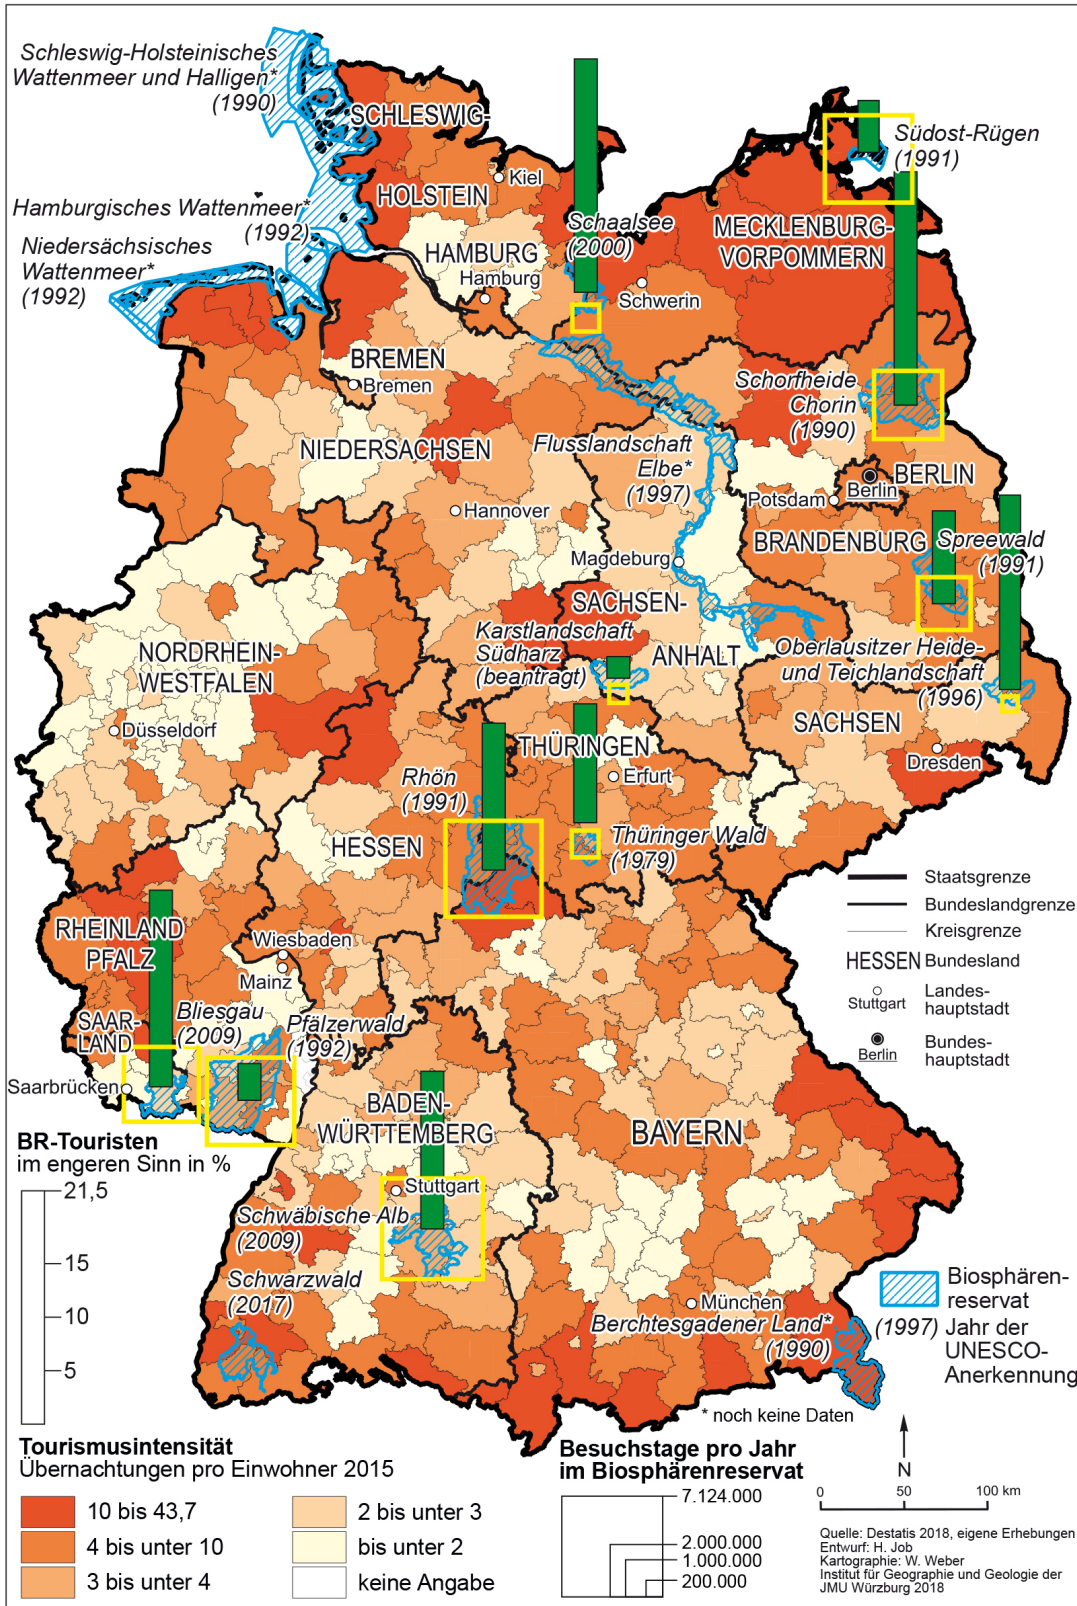 Schleswig-Holsteinisches
Wattenmeer und Halligen*
(1990)
SCHLESWIG-
HOLSTEIN
Kiel
Südost-Rügen
(1991)
Hamburgisches Wattenmeer*
(1992)
Niedersächsisches
Wattenmeer*
(1992)
HAMBURG
Hamburg
Schaalsee
(2000)
Schwerin
MECKLENBURG-
VORPOMMERN
BREMEN
Bremen
Schorfheide
Chorin
(1990)
NIEDERSACHSEN
Flusslandschaft
Elbe*
(1997)
BERLIN
Berlin
Potsdam
Hannover
BRANDENBURG
Spreewald
(1991)
Magdeburg
SACHSEN-
ANHALT
Karstlandschaft
Südharz
(beantragt)
Oberlausitzer Heide-
und Teichlandschaft
(1996)
NORDRHEIN-
WESTFALEN
Düsseldorf
SACHSEN
Dresden
THÜRINGEN
Erfurt
Rhön
(1991)
Thüringer Wald
(1979)
HESSEN
Staatsgrenze
Bundeslandgrenze
Kreisgrenze
HESSEN Bundesland
Stuttgart
Landes-
hauptstadt
Berlin
Bundes-
hauptstadt
RHEINLAND
PFALZ
Wiesbaden
Mainz
SAAR-
LAND
Bliesgau
(2009)
Pfälzerwald
(1992)
Saarbrücken
BADEN-
WÜRTTEMBERG
BAYERN
Stuttgart
Schwäbische Alb
(2009)
Schwarzwald
(2017)
München
Berchtesgadener Land*
(1990)
BR-Touristen
im engeren Sinn in %
21,5
15
10
5
Biosphären-
reservat
(1997) Jahr der
UNESCO-
Anerkennung
* noch keine Daten
Tourismusintensität
Übernachtungen pro Einwohner 2015
10 bis 43,7
4 bis unter 10
3 bis unter 4
2 bis unter 3
bis unter 2
keine Angabe
Besuchstage pro Jahr
im Biosphärenreservat
7.124.000
2.000.000
1.000.000
200.000
N
0 50 100 km
Quelle: Destatis 2018, eigene Erhebungen
Entwurf: H. Job
Kartographie: W. Weber
Institut für Geographie und Geologie der
JMU Würzburg 2018